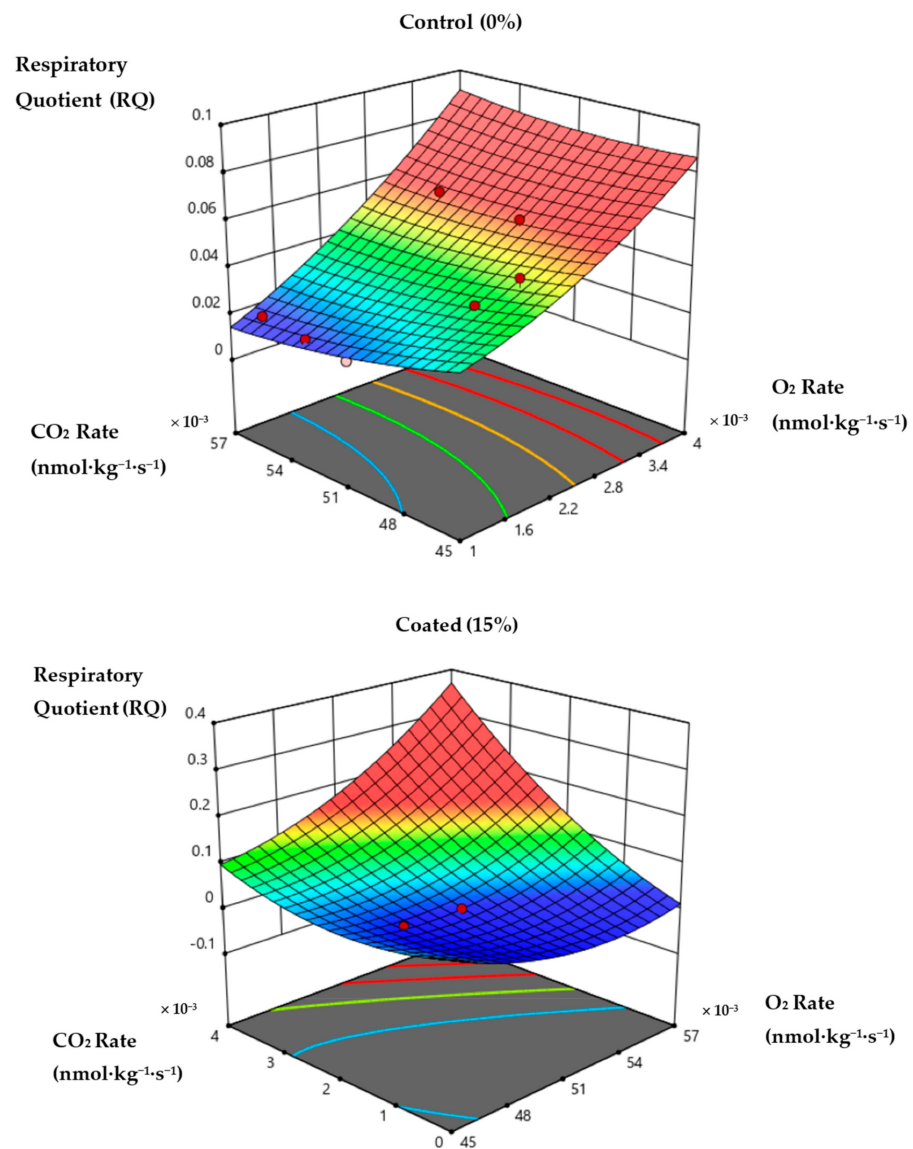 Control (0%)
Respiratory
Quotient (RQ)
0.1
0.08
0.06
0.04
0.02
0
CO₂ Rate
(nmol·kg⁻¹·s⁻¹)
× 10⁻³
57
54
51
48
45
1
1.6
2.2
2.8
3.4
4
× 10⁻³
O₂ Rate
(nmol·kg⁻¹·s⁻¹)
Coated (15%)
Respiratory
Quotient (RQ)
0.4
0.3
0.2
0.1
0
-0.1
CO₂ Rate
(nmol·kg⁻¹·s⁻¹)
× 10⁻³
4
3
2
1
0
45
48
51
54
57
× 10⁻³
O₂ Rate
(nmol·kg⁻¹·s⁻¹)